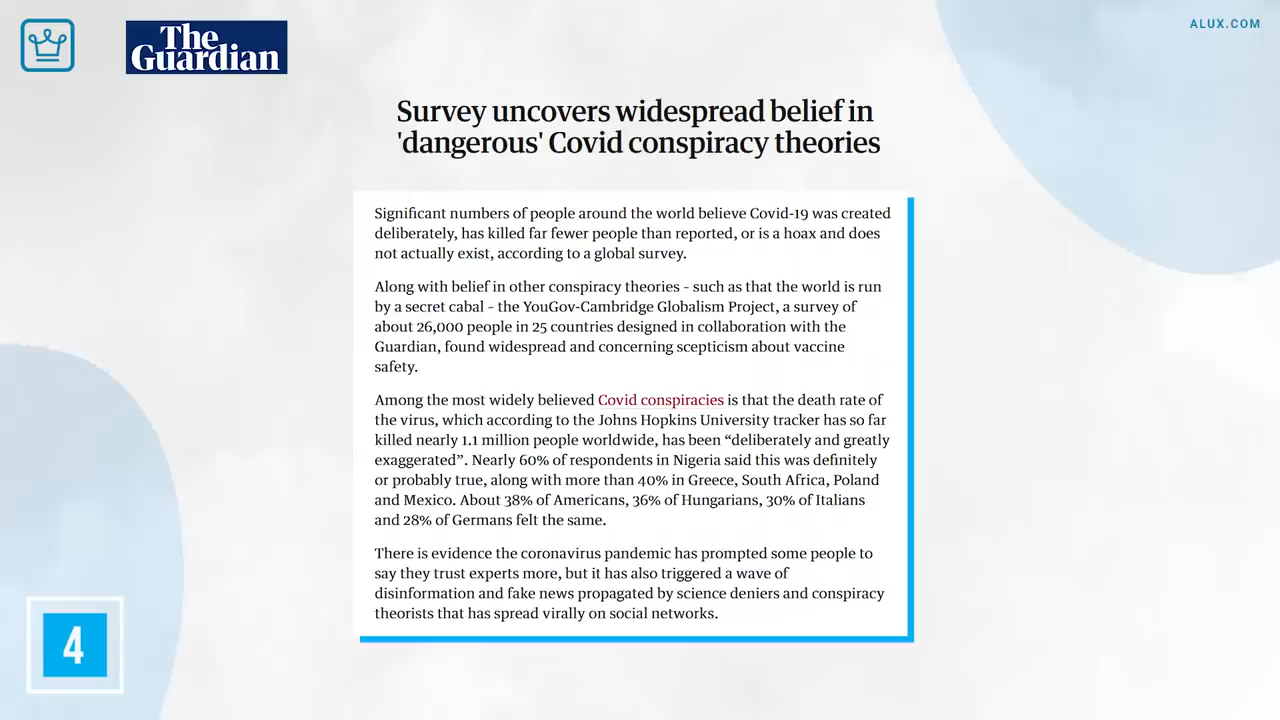 The
Guardian
ALUX.COM
Survey uncovers widespread belief in
'dangerous' Covid conspiracy theories
Significant numbers of people around the world believe Covid-19 was created
deliberately, has killed far fewer people than reported, or is a hoax and does
not actually exist, according to a global survey.
Along with belief in other conspiracy theories – such as that the world is run
by a secret cabal – the YouGov-Cambridge Globalism Project, a survey of
about 26,000 people in 25 countries designed in collaboration with the
Guardian, found widespread and concerning scepticism about vaccine
safety.
Among the most widely believed Covid conspiracies is that the death rate of
the virus, which according to the Johns Hopkins University tracker has so far
killed nearly 1.1 million people worldwide, has been “deliberately and greatly
exaggerated”. Nearly 60% of respondents in Nigeria said this was definitely
or probably true, along with more than 40% in Greece, South Africa, Poland
and Mexico. About 38% of Americans, 36% of Hungarians, 30% of Italians
and 28% of Germans felt the same.
There is evidence the coronavirus pandemic has prompted some people to
say they trust experts more, but it has also triggered a wave of
disinformation and fake news propagated by science deniers and conspiracy
theorists that has spread virally on social networks.
4